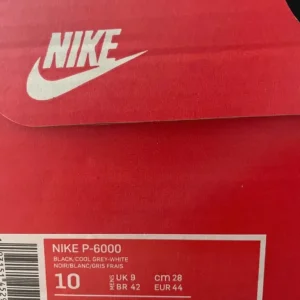 NIKE
NIKE P-6000
BLACK/COOL GREY-WHITE
NOIR/BLANC/GRIS FRAIS
10 MENS UK 9 cm 28
BR 42 EUR 44